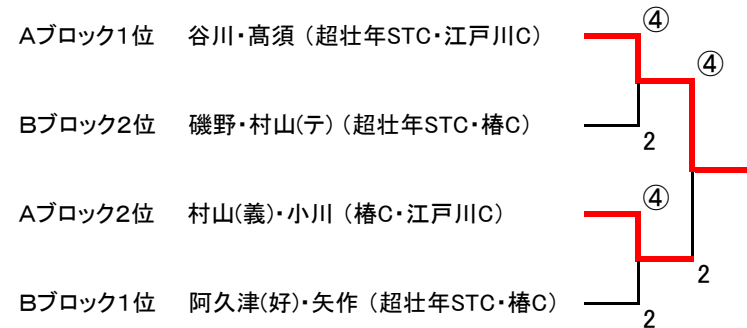 Aブロック1位 谷川・髙須 (超壮年STC・江戸川C)
④
④
Bブロック2位 磯野・村山(テ) (超壮年STC・椿C)
2
Aブロック2位 村山(義)・小川 (椿C・江戸川C)
④
2
Bブロック1位 阿久津(好)・矢作 (超壮年STC・椿C)
2